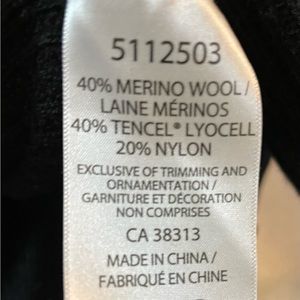 5112503
40% MERINO WOOL /
LAINE MÉRINOS
40% TENCEL® LYOCELL
20% NYLON
EXCLUSIVE OF TRIMMING AND
ORNAMENTATION /
GARNITURE ET DÉCORATION
NON COMPRISES
CA 38313
MADE IN CHINA /
FABRIQUÉ EN CHINE